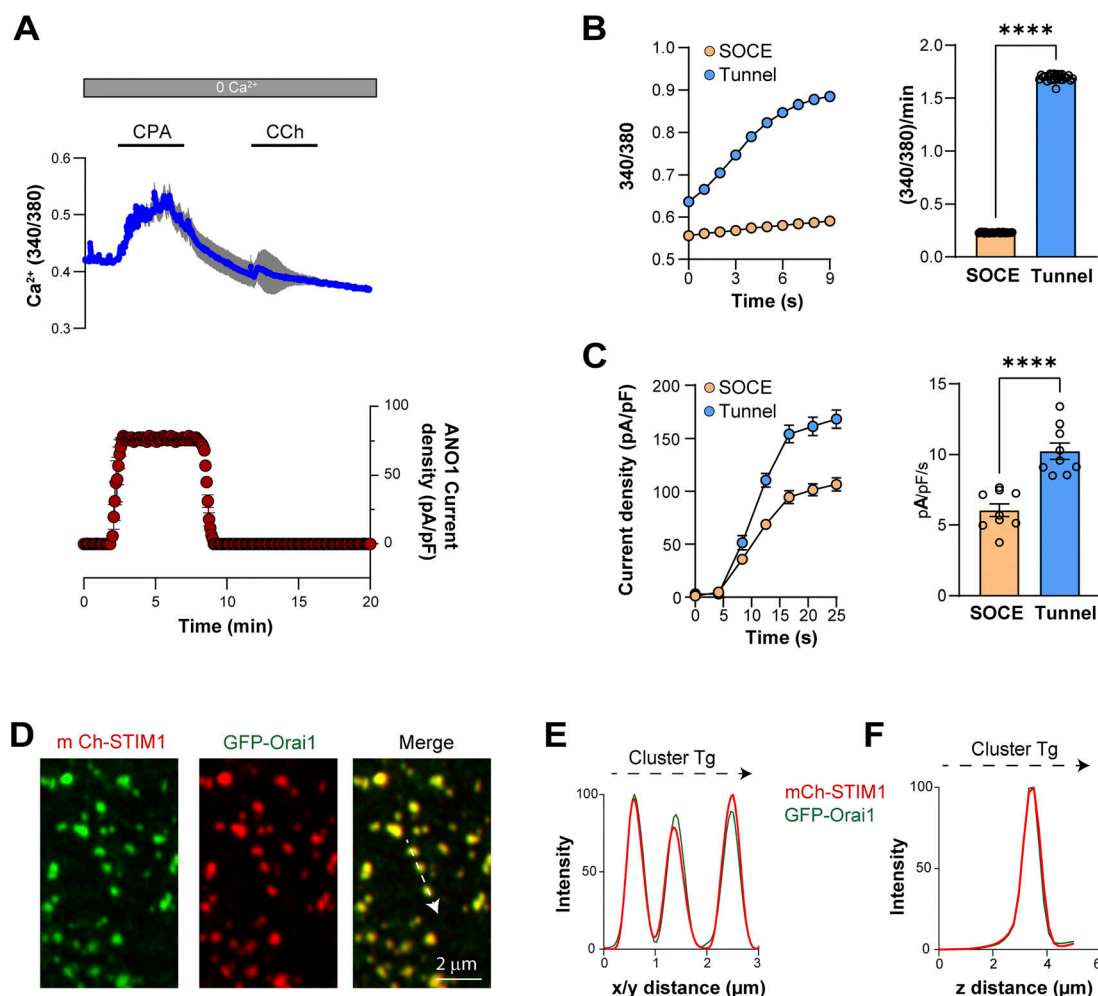 A
0 Ca²⁺
CPA
CCh
Ca²⁺ (340/380)
0.6
0.5
0.4
0.3
ANO1 Current
density (pA/pF)
100
50
0
0
5
10
15
20
Time (min)
B
SOCE
Tunnel
340/380
1.0
0.9
0.8
0.7
0.6
0.5
0
3
6
9
Time (s)
****
(340/380)/min
2.0
1.5
1.0
0.5
0.0
SOCE
Tunnel
C
SOCE
Tunnel
Current density (pA/pF)
200
150
100
50
0
0
5
10
15
20
25
Time (s)
****
pA/pF/s
15
10
5
0
SOCE
Tunnel
D
m Ch-STIM1
GFP-Orai1
Merge
2 μm
E
Cluster Tg
mCh-STIM1
GFP-Orai1
Intensity
100
50
0
0
1
2
3
x/y distance (μm)
F
Cluster Tg
Intensity
100
50
0
0
2
4
6
z distance (μm)